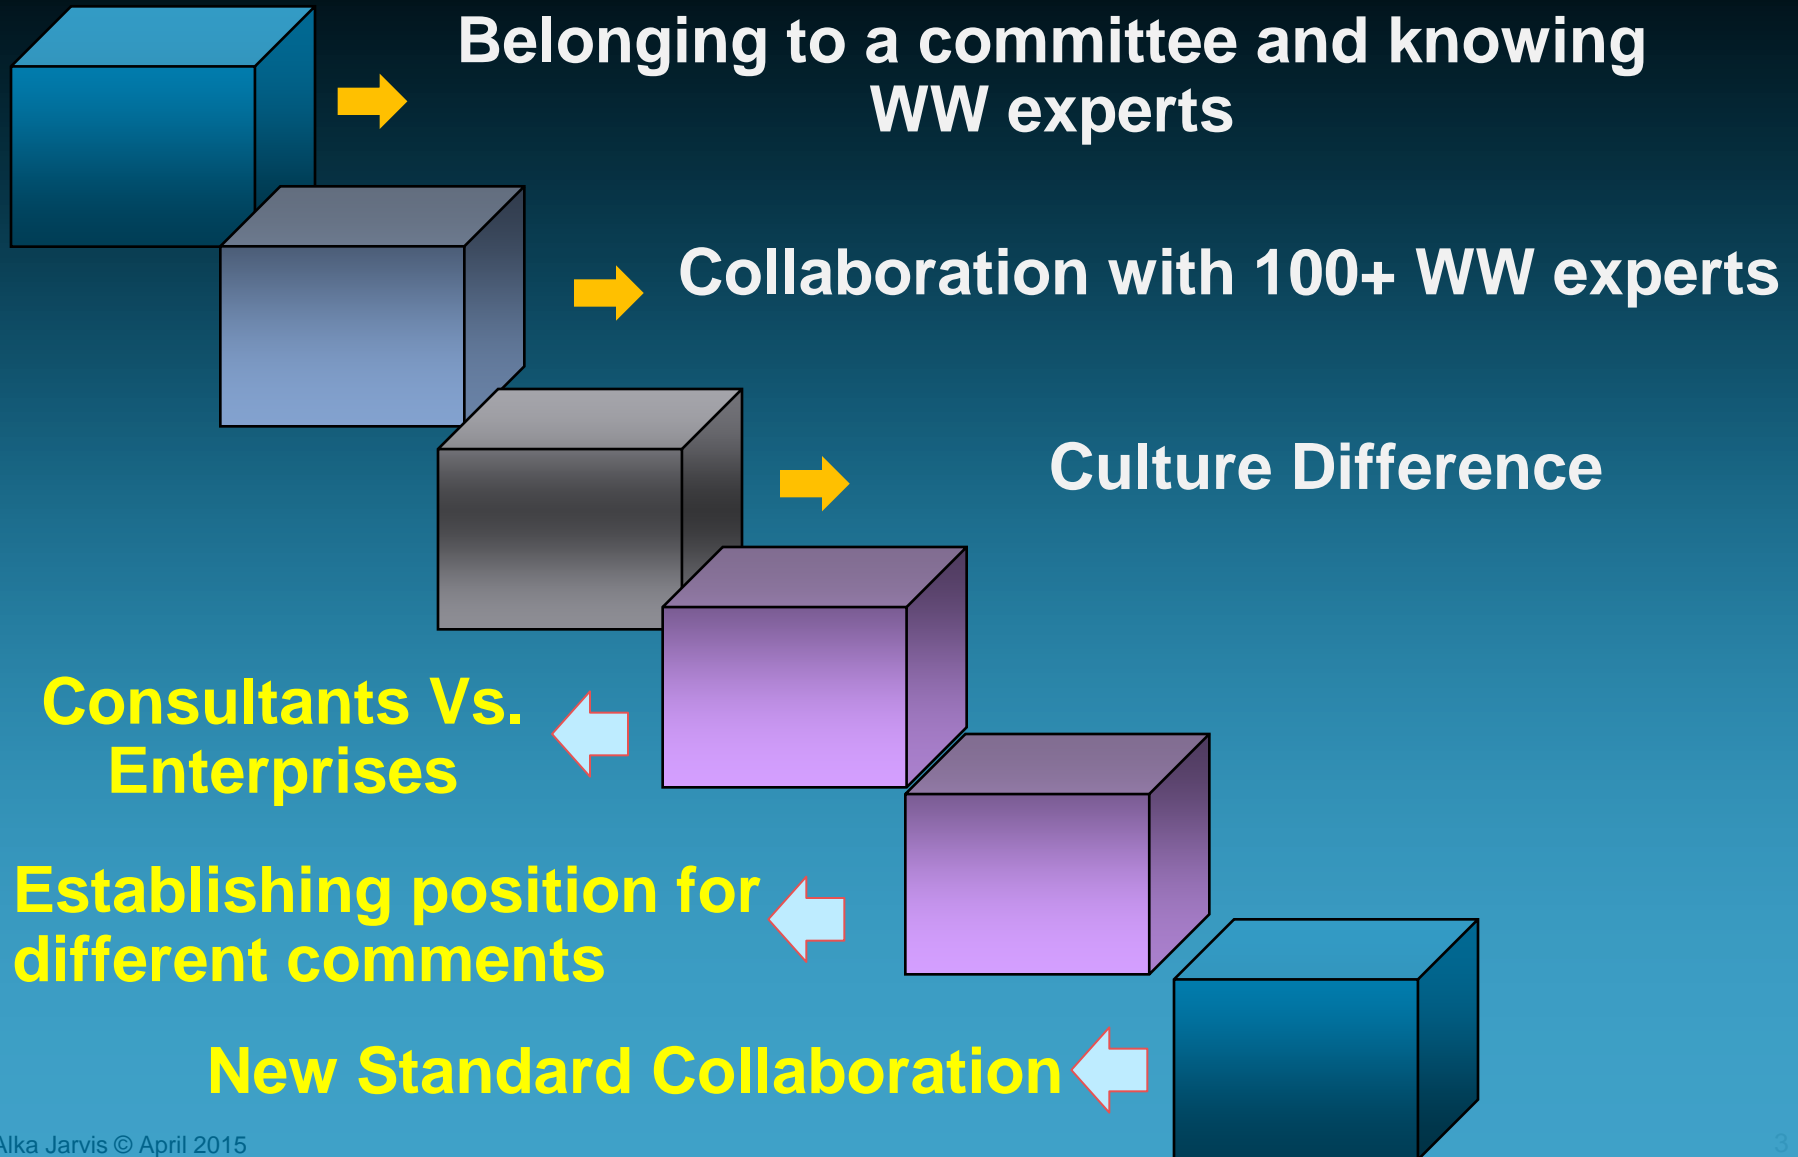 Belonging to a committee and knowing
WW experts
Collaboration with 100+ WW experts
Culture Difference
Consultants Vs.
Enterprises
Establishing position for
different comments
New Standard Collaboration
Alka Jarvis © April 2015
3